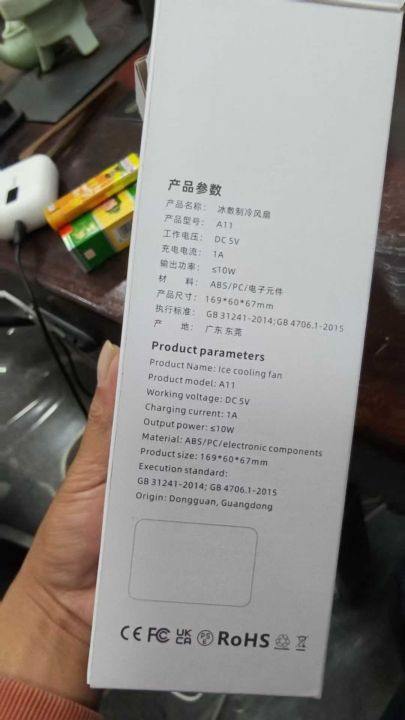 产品参数
产品名称： 冰敷制冷风扇
产品型号： A11
工作电压： DC 5V
充电电流： 1A
输出功率： ≤10W
材 料： ABS/PC/电子元件
产品尺寸： 169*60*67mm
执行标准： GB 31241-2014;GB 4706.1-2015
产 地： 广东 东莞
Product parameters
Product Name: Ice cooling fan
Product model: A11
Working voltage: DC 5V
Charging current: 1A
Output power: ≤10W
Material: ABS/PC/electronic components
Product size: 169*60*67mm
Execution standard:
GB 31241-2014; GB 4706.1-2015
Origin: Dongguan, Guangdong
CE FC UK CA PS E RoHS